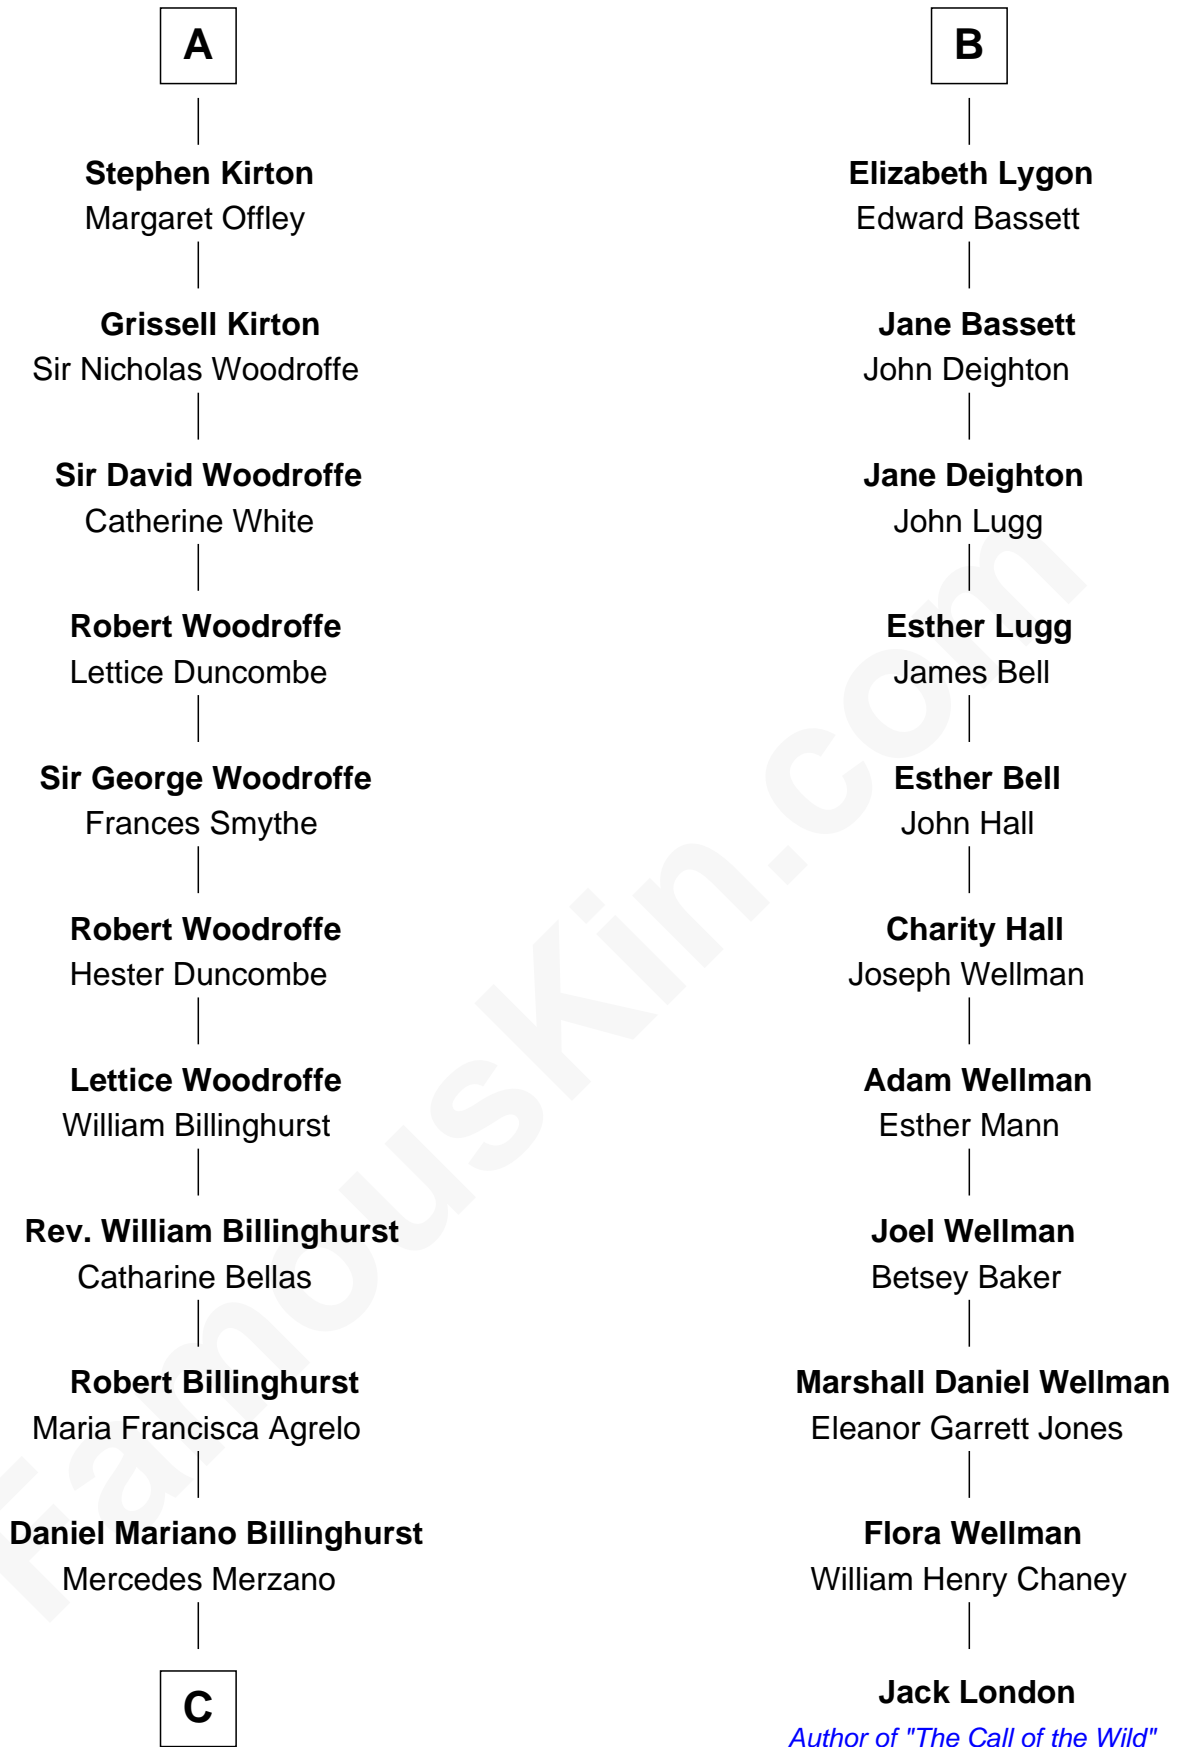 A
Stephen Kirton
Margaret Offley
Grissell Kirton
Sir Nicholas Woodroffe
Sir David Woodroffe
Catherine White
Robert Woodroffe
Lettice Duncombe
Sir George Woodroffe
Frances Smythe
Robert Woodroffe
Hester Duncombe
Lettice Woodroffe
William Billinghurst
Rev. William Billinghurst
Catharine Bellas
Robert Billinghurst
Maria Francisca Agrelo
Daniel Mariano Billinghurst
Mercedes Merzano
C
B
Elizabeth Lygon
Edward Bassett
Jane Bassett
John Deighton
Jane Deighton
John Lugg
Esther Lugg
James Bell
Esther Bell
John Hall
Charity Hall
Joseph Wellman
Adam Wellman
Esther Mann
Joel Wellman
Betsey Baker
Marshall Daniel Wellman
Eleanor Garrett Jones
Flora Wellman
William Henry Chaney
Jack London
Author of "The Call of the Wild"
FamousKin.com